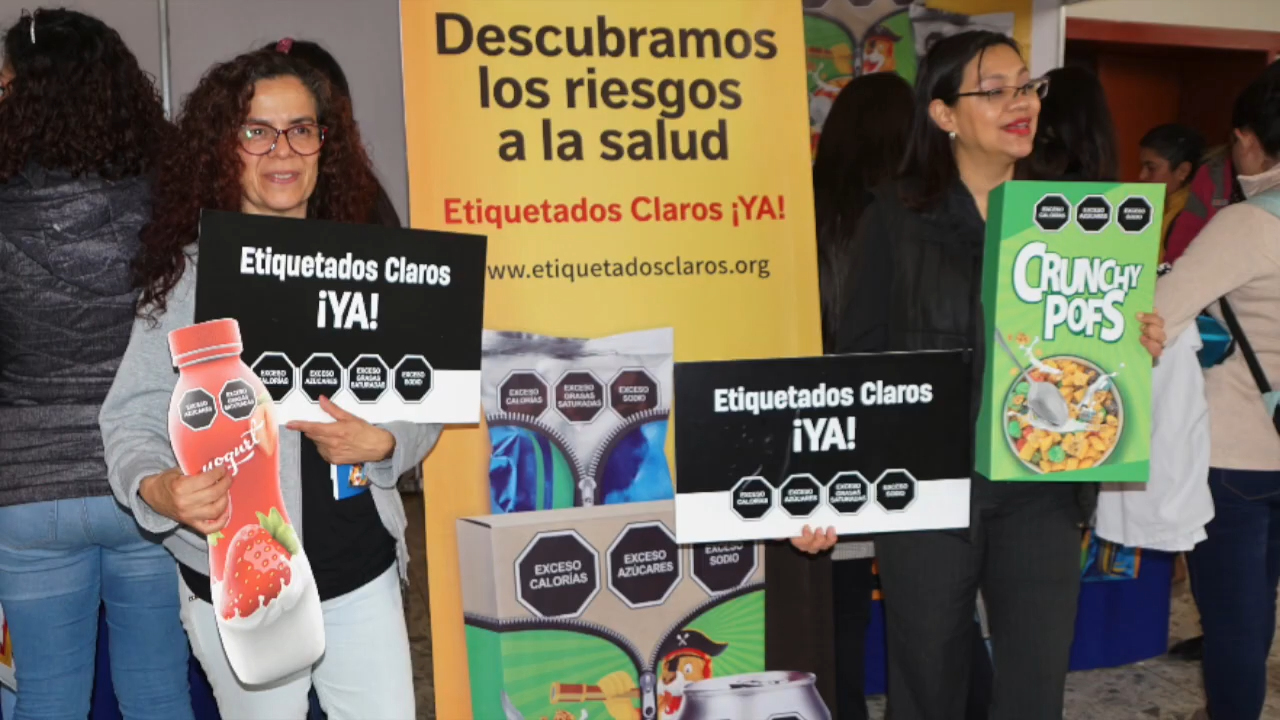 Descubramos
los riesgos
a la salud
Etiquetados Claros ¡YA!
ww.etiquetadosclaros.org
Etiquetados Claros
¡YA!
EXCESO
CALORÍAS
EXCESO
AZÚCARES
EXCESO
GRASAS
SATURADAS
EXCESO
SODIO
EXCESO
AZÚCARES
EXCESO
GRASAS
SATURADAS
yogurt
EXCESO
CALORÍAS
EXCESO
GRASAS
SATURADAS
EXCESO
SODIO
EXCESO
CALORÍAS
EXCESO
AZÚCARES
EXCESO
SODIO
Etiquetados Claros
¡YA!
EXCESO
CALORÍAS
EXCESO
AZÚCARES
EXCESO
GRASAS
SATURADAS
EXCESO
SODIO
EXCESO
CALORÍAS
EXCESO
AZÚCARES
EXCESO
SODIO
CRUNCHY
POFS